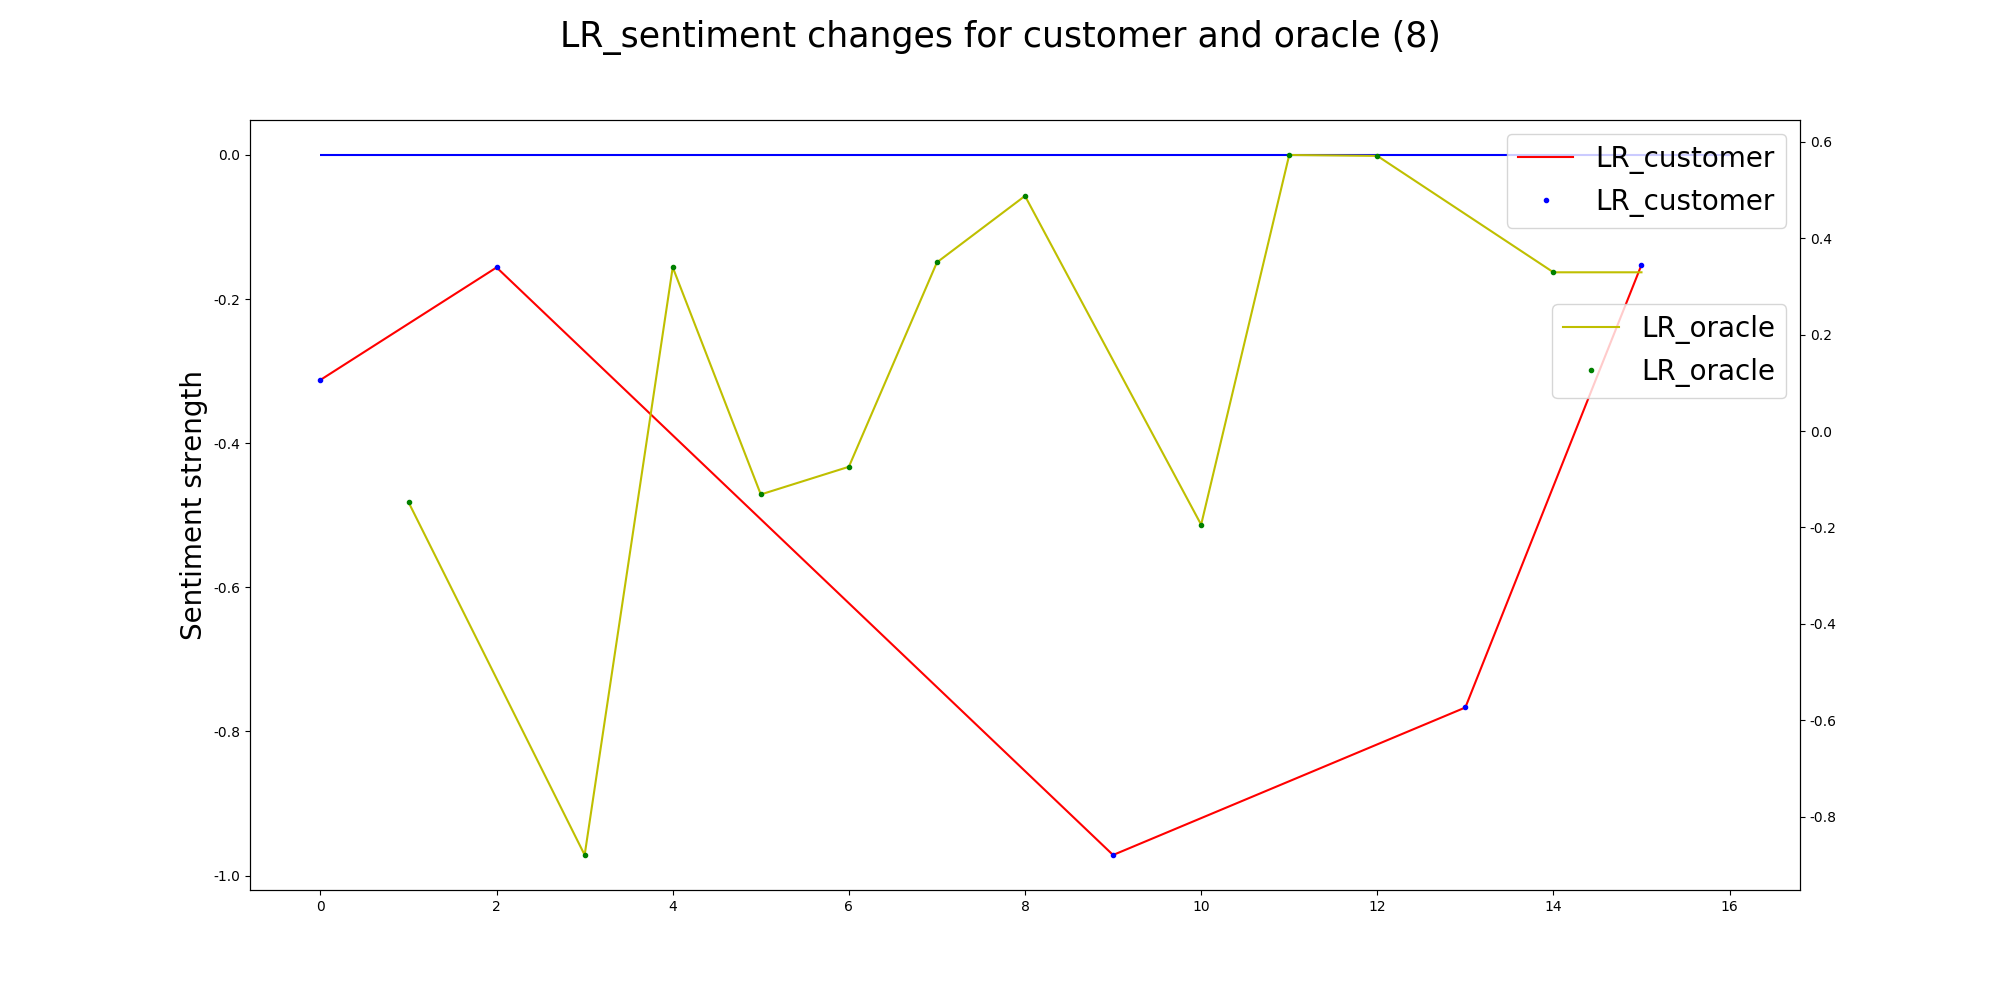 LR_sentiment changes for customer and oracle (8)
Sentiment strength
0.0
-0.2
-0.4
-0.6
-0.8
-1.0
0 2 4 6 8 10 12 14 16
0.6
0.4
0.2
0.0
-0.2
-0.4
-0.6
-0.8
LR_customer
LR_customer
LR_oracle
LR_oracle